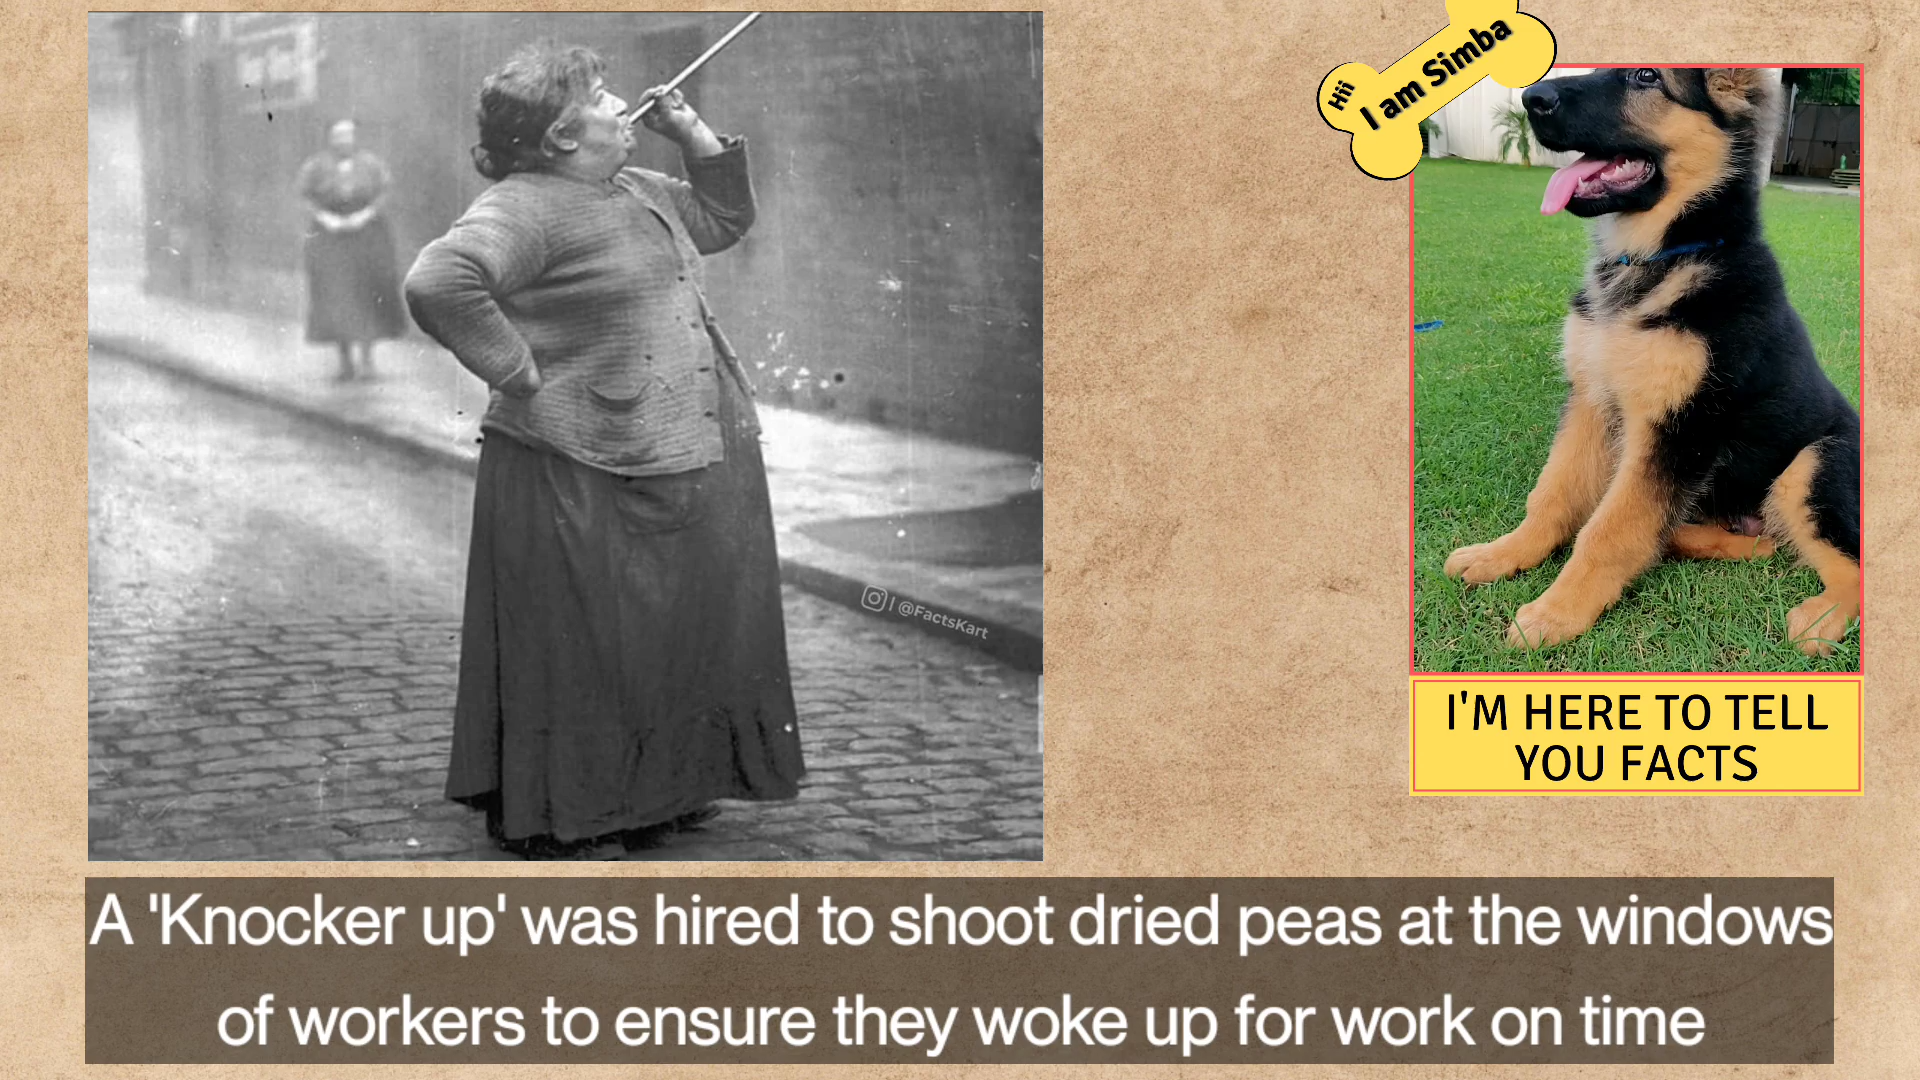 Hii
I am Simba
| @FactsKart
I'M HERE TO TELL
YOU FACTS
A 'Knocker up' was hired to shoot dried peas at the windows
of workers to ensure they woke up for work on time